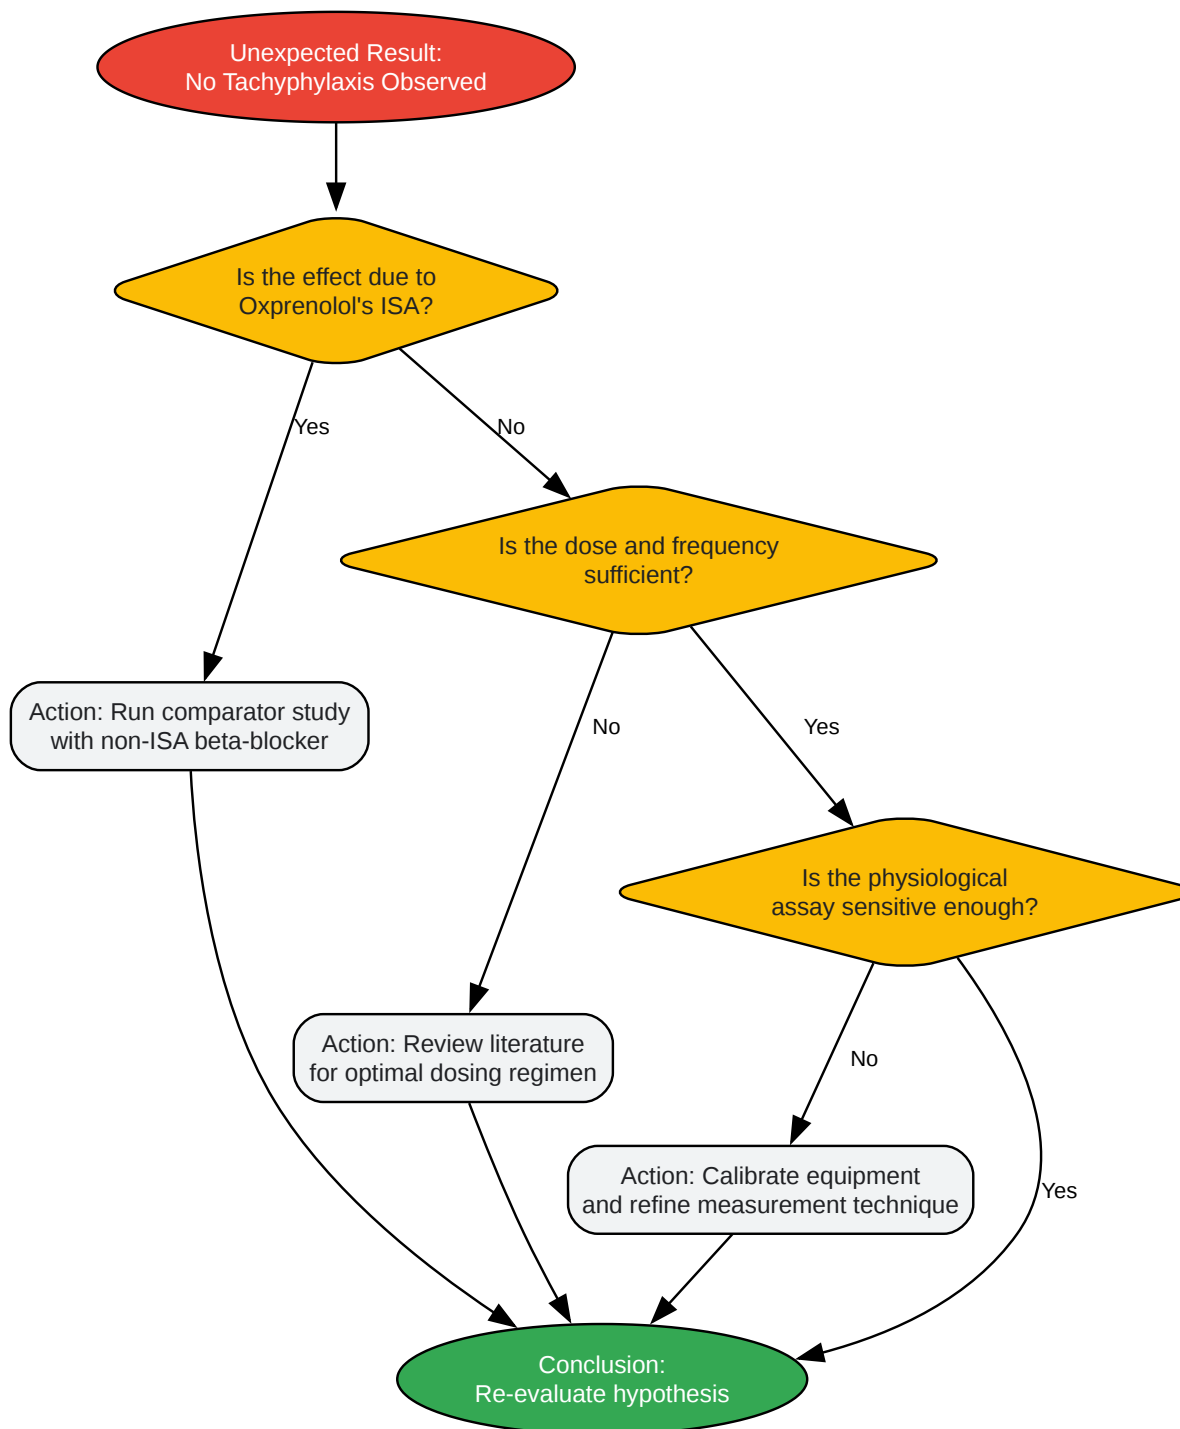 Unexpected Result:
No Tachyphylaxis Observed
Is the effect due to
Oxprenolol's ISA?
Yes
No
Is the dose and frequency
sufficient?
Action: Run comparator study
with non-ISA beta-blocker
No
Yes
Is the physiological
assay sensitive enough?
Action: Review literature
for optimal dosing regimen
No
Action: Calibrate equipment
and refine measurement technique
Yes
Conclusion:
Re-evaluate hypothesis